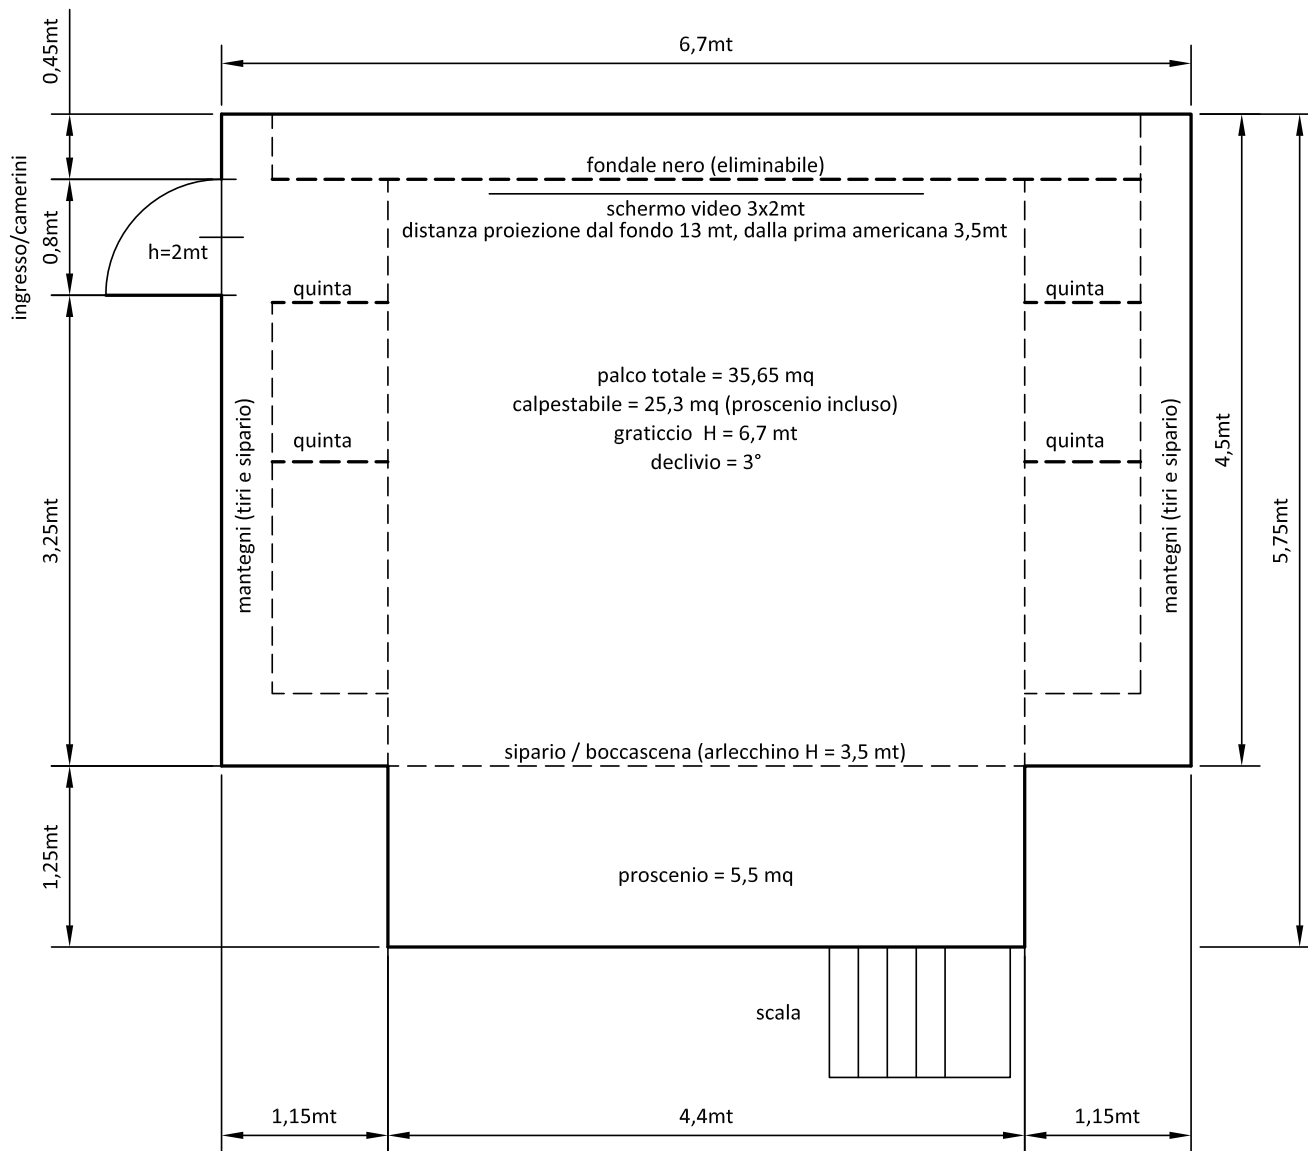 6,7mt
0,45mt
ingresso/camerini
0,8mt
h=2mt
fondale nero (eliminabile)
schermo video 3x2mt
distanza proiezione dal fondo 13 mt, dalla prima americana 3,5mt
quinta
quinta
palco totale = 35,65 mq
calpestabile = 25,3 mq (proscenio incluso)
graticcio  H = 6,7 mt
declivio = 3°
quinta
quinta
mantegni (tiri e sipario)
mantegni (tiri e sipario)
3,25mt
4,5mt
5,75mt
sipario / boccascena (arlecchino H = 3,5 mt)
1,25mt
proscenio = 5,5 mq
scala
1,15mt
4,4mt
1,15mt